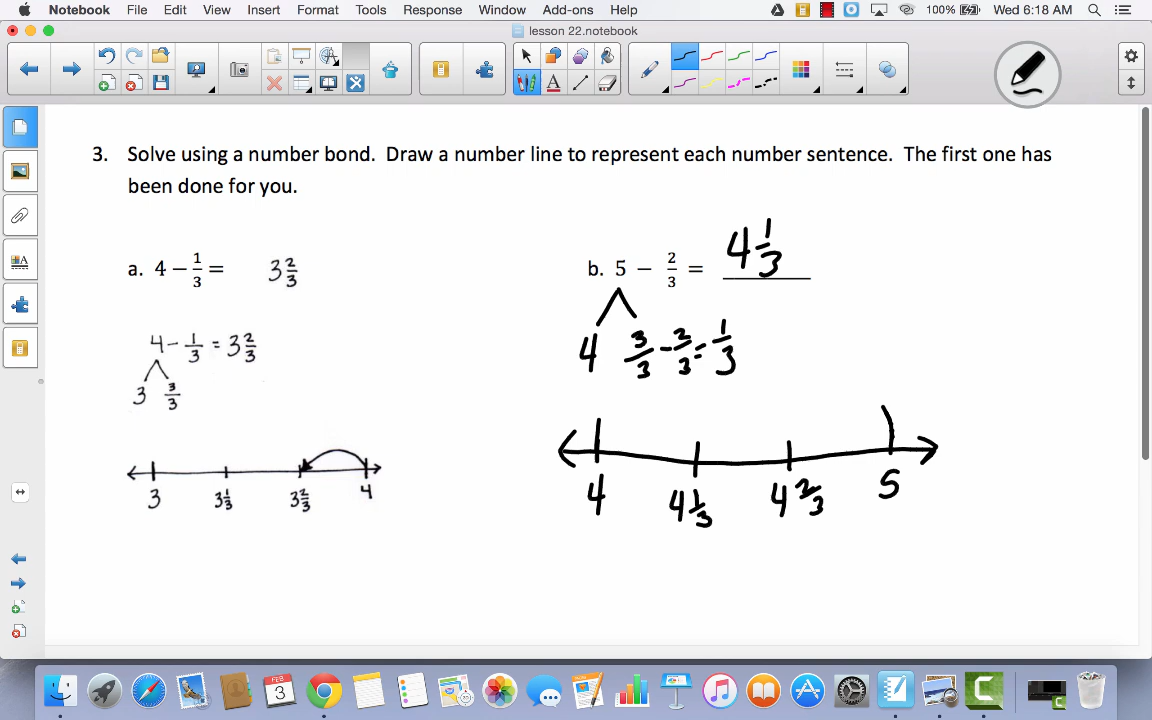 Notebook File Edit View Insert Format Tools Response Window Add-ons Help 100% Wed 6:18 AM
lesson 22.notebook
3. Solve using a number bond. Draw a number line to represent each number sentence. The first one has
been done for you.
a. 4 − 1/3 = 3 2/3
b. 5 − 2/3 = 4 1/3
4 - 1/3 = 3 2/3
3 3/3
4 3/3 - 2/3 = 1/3
3 3 1/3 3 2/3 4
4 4 1/3 4 2/3 5
FEB
3